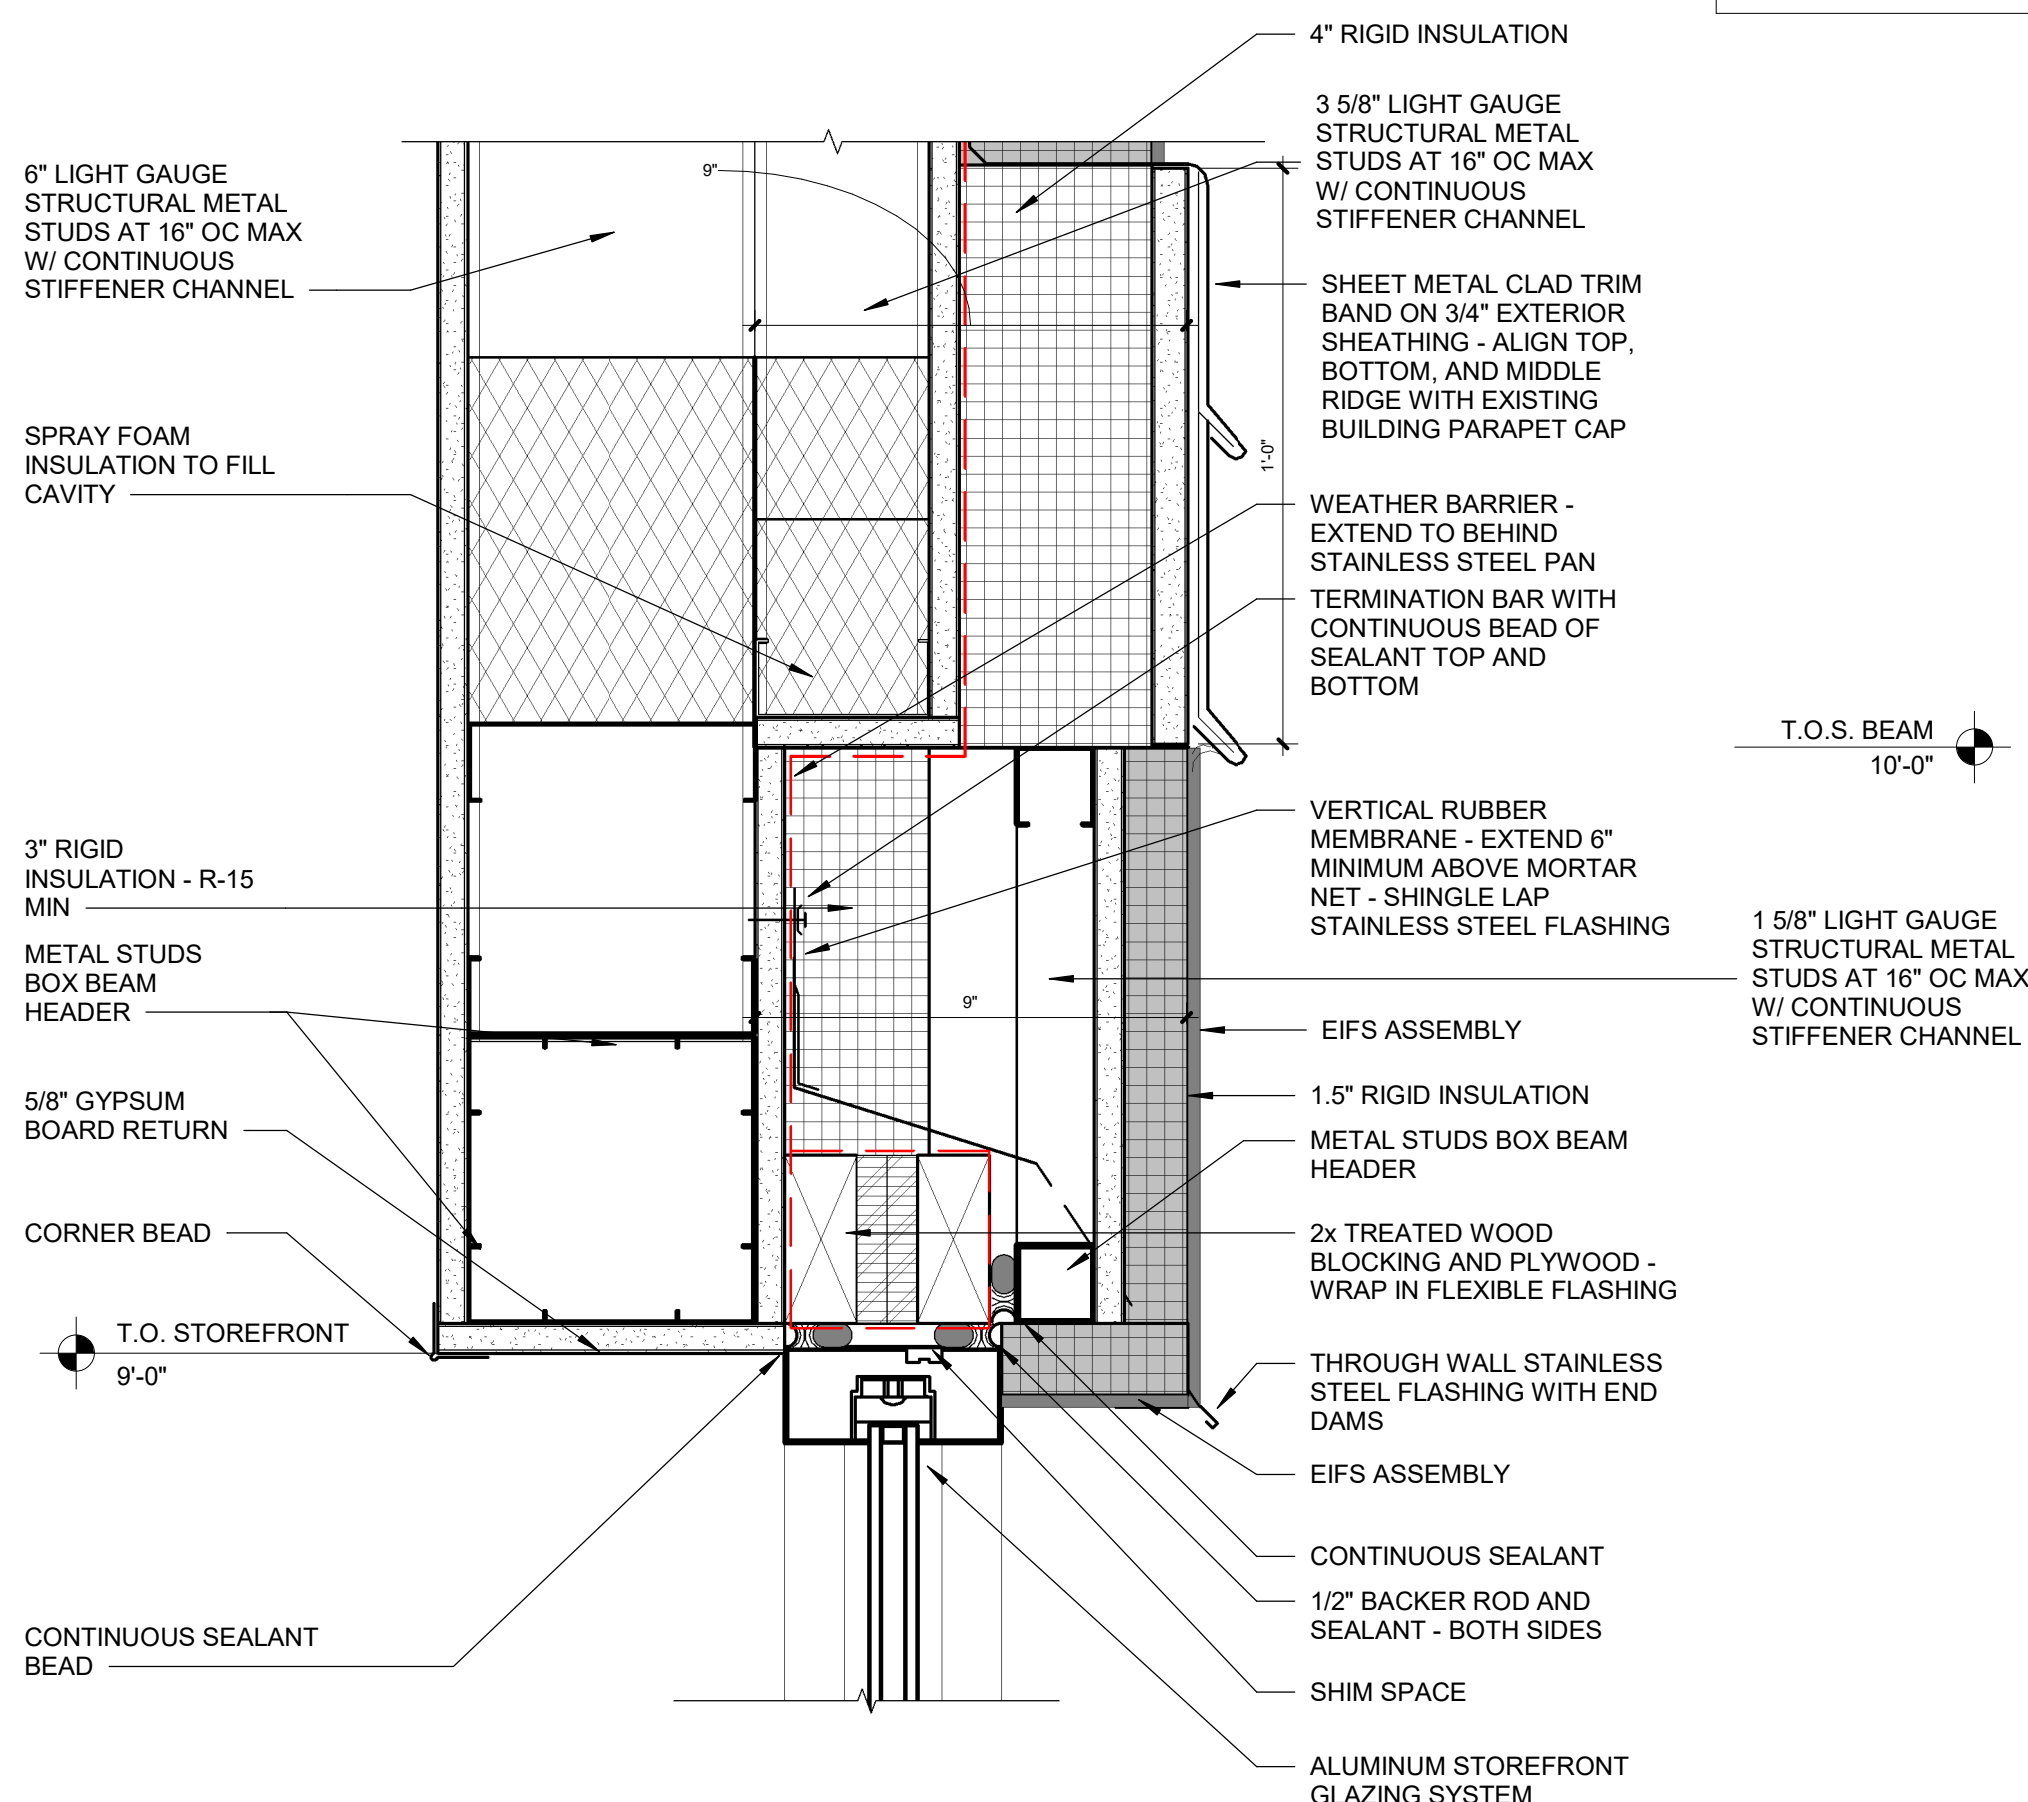 6" LIGHT GAUGE
STRUCTURAL METAL
STUDS AT 16" OC MAX
W/ CONTINUOUS
STIFFENER CHANNEL
SPRAY FOAM
INSULATION TO FILL
CAVITY
3" RIGID
INSULATION - R-15
MIN
METAL STUDS
BOX BEAM
HEADER
5/8" GYPSUM
BOARD RETURN
CORNER BEAD
T.O. STOREFRONT
9'-0"
CONTINUOUS SEALANT
BEAD
9"
9"
1'-0"
4" RIGID INSULATION
3 5/8" LIGHT GAUGE
STRUCTURAL METAL
STUDS AT 16" OC MAX
W/ CONTINUOUS
STIFFENER CHANNEL
SHEET METAL CLAD TRIM
BAND ON 3/4" EXTERIOR
SHEATHING - ALIGN TOP,
BOTTOM, AND MIDDLE
RIDGE WITH EXISTING
BUILDING PARAPET CAP
WEATHER BARRIER -
EXTEND TO BEHIND
STAINLESS STEEL PAN
TERMINATION BAR WITH
CONTINUOUS BEAD OF
SEALANT TOP AND
BOTTOM
T.O.S. BEAM
10'-0"
VERTICAL RUBBER
MEMBRANE - EXTEND 6"
MINIMUM ABOVE MORTAR
NET - SHINGLE LAP
STAINLESS STEEL FLASHING
1 5/8" LIGHT GAUGE
STRUCTURAL METAL
STUDS AT 16" OC MAX
W/ CONTINUOUS
STIFFENER CHANNEL
EIFS ASSEMBLY
1.5" RIGID INSULATION
METAL STUDS BOX BEAM
HEADER
2x TREATED WOOD
BLOCKING AND PLYWOOD -
WRAP IN FLEXIBLE FLASHING
THROUGH WALL STAINLESS
STEEL FLASHING WITH END
DAMS
EIFS ASSEMBLY
CONTINUOUS SEALANT
1/2" BACKER ROD AND
SEALANT - BOTH SIDES
SHIM SPACE
ALUMINUM STOREFRONT
GLAZING SYSTEM